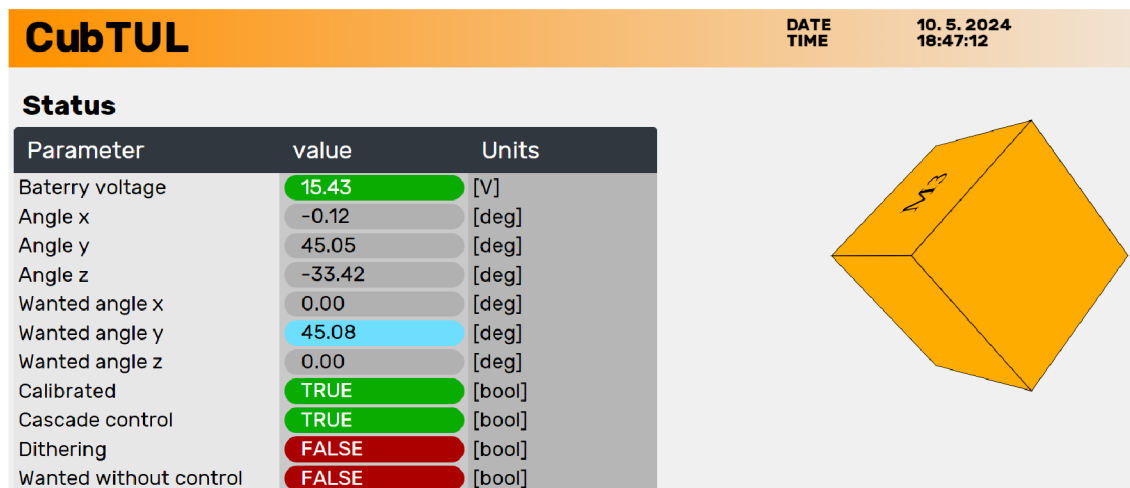 CubTUL
DATE 10. 5. 2024
TIME 18:47:12
Status
Parameter value Units
Baterry voltage 15.43 [V]
Angle x -0.12 [deg]
Angle y 45.05 [deg]
Angle z -33.42 [deg]
Wanted angle x 0.00 [deg]
Wanted angle y 45.08 [deg]
Wanted angle z 0.00 [deg]
Calibrated TRUE [bool]
Cascade control TRUE [bool]
Dithering FALSE [bool]
Wanted without control FALSE [bool]